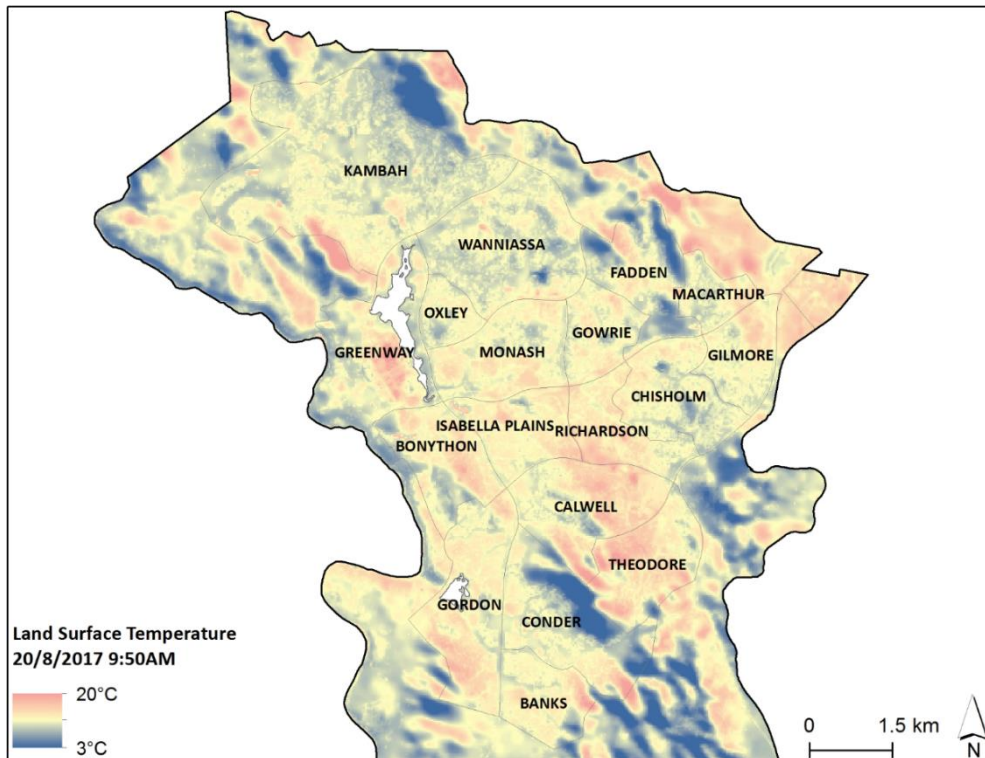 KAMBAH
WANNIASSA
FADDEN
MACARTHUR
OXLEY
GOWRIE
GREENWAY
MONASH
GILMORE
CHISHOLM
ISABELLA PLAINS
RICHARDSON
BONYTHON
CALWELL
THEODORE
GORDON
CONDER
BANKS
Land Surface Temperature
20/8/2017 9:50AM
20°C
3°C
0 1.5 km
N